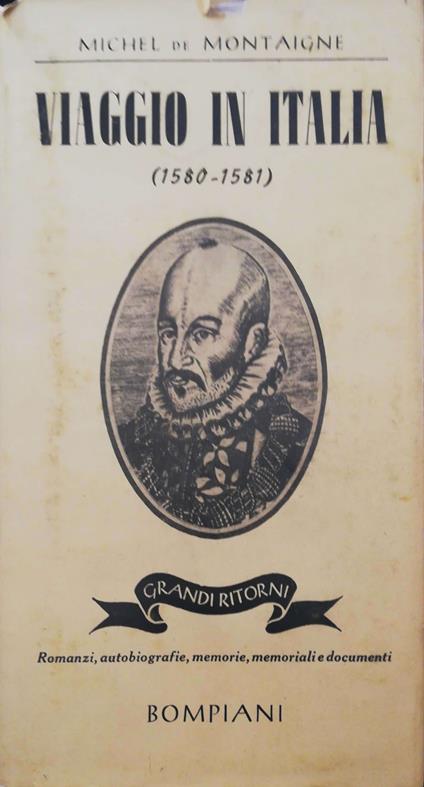 MICHEL DE MONTAIGNE
VIAGGIO IN ITALIA
(1580-1581)
GRANDI RITORNI
Romanzi, autobiografie, memorie, memoriali e documenti
BOMPIANI